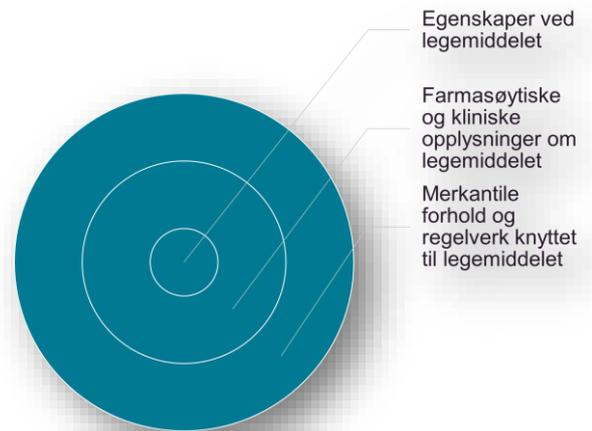 Egenskaper ved
legemiddelet
Farmasøytiske
og kliniske
opplysninger om
legemiddelet
Merkantile
forhold og
regelverk knyttet
til legemiddelet